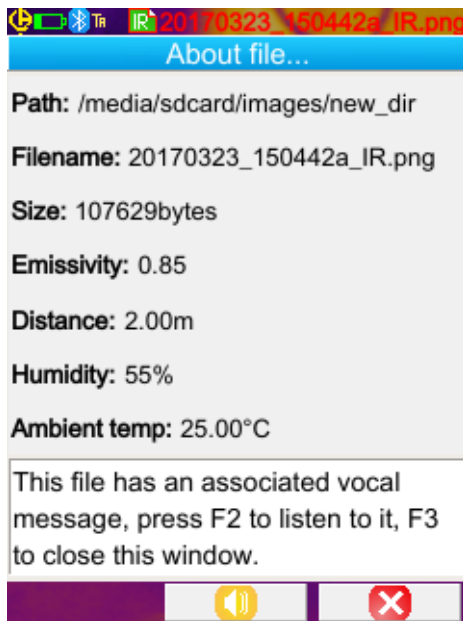 TA IR 20170323_150442a_IR.png
About file...
Path: /media/sdcard/images/new_dir
Filename: 20170323_150442a_IR.png
Size: 107629bytes
Emissivity: 0.85
Distance: 2.00m
Humidity: 55%
Ambient temp: 25.00°C
This file has an associated vocal
message, press F2 to listen to it, F3
to close this window.